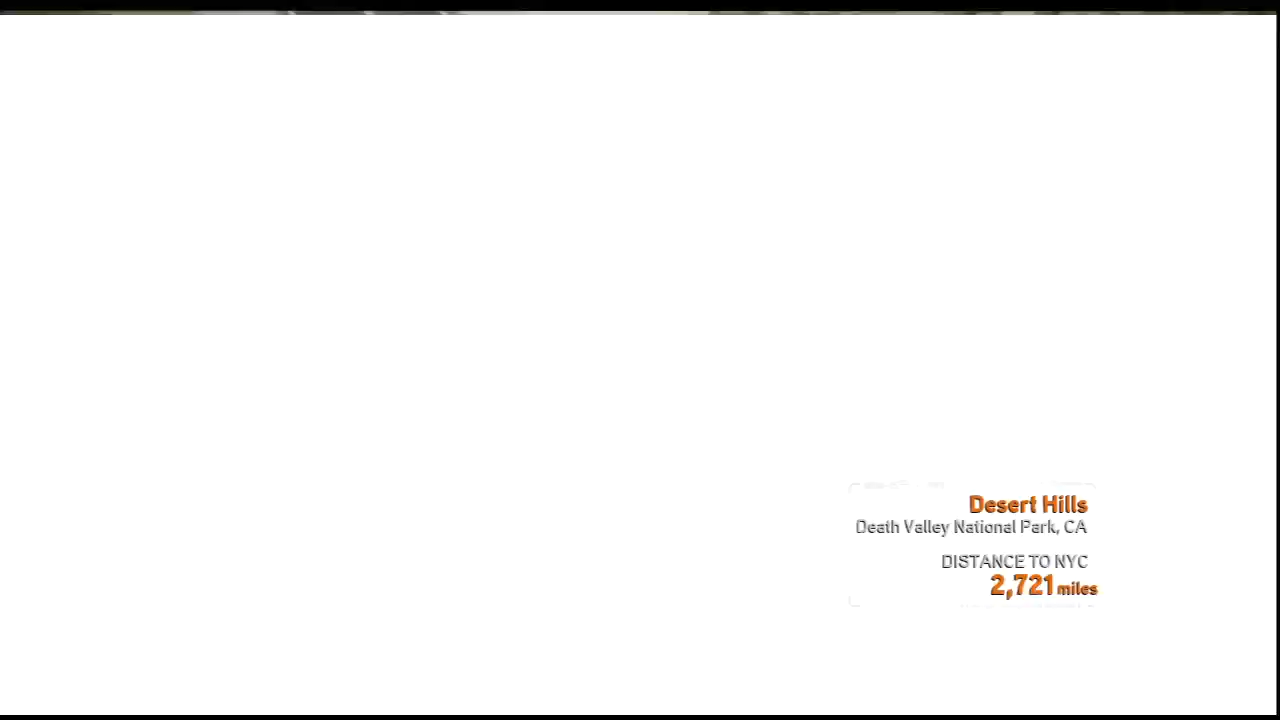 Desert Hills
Death Valley National Park, CA
DISTANCE TO NYC
2,721 miles